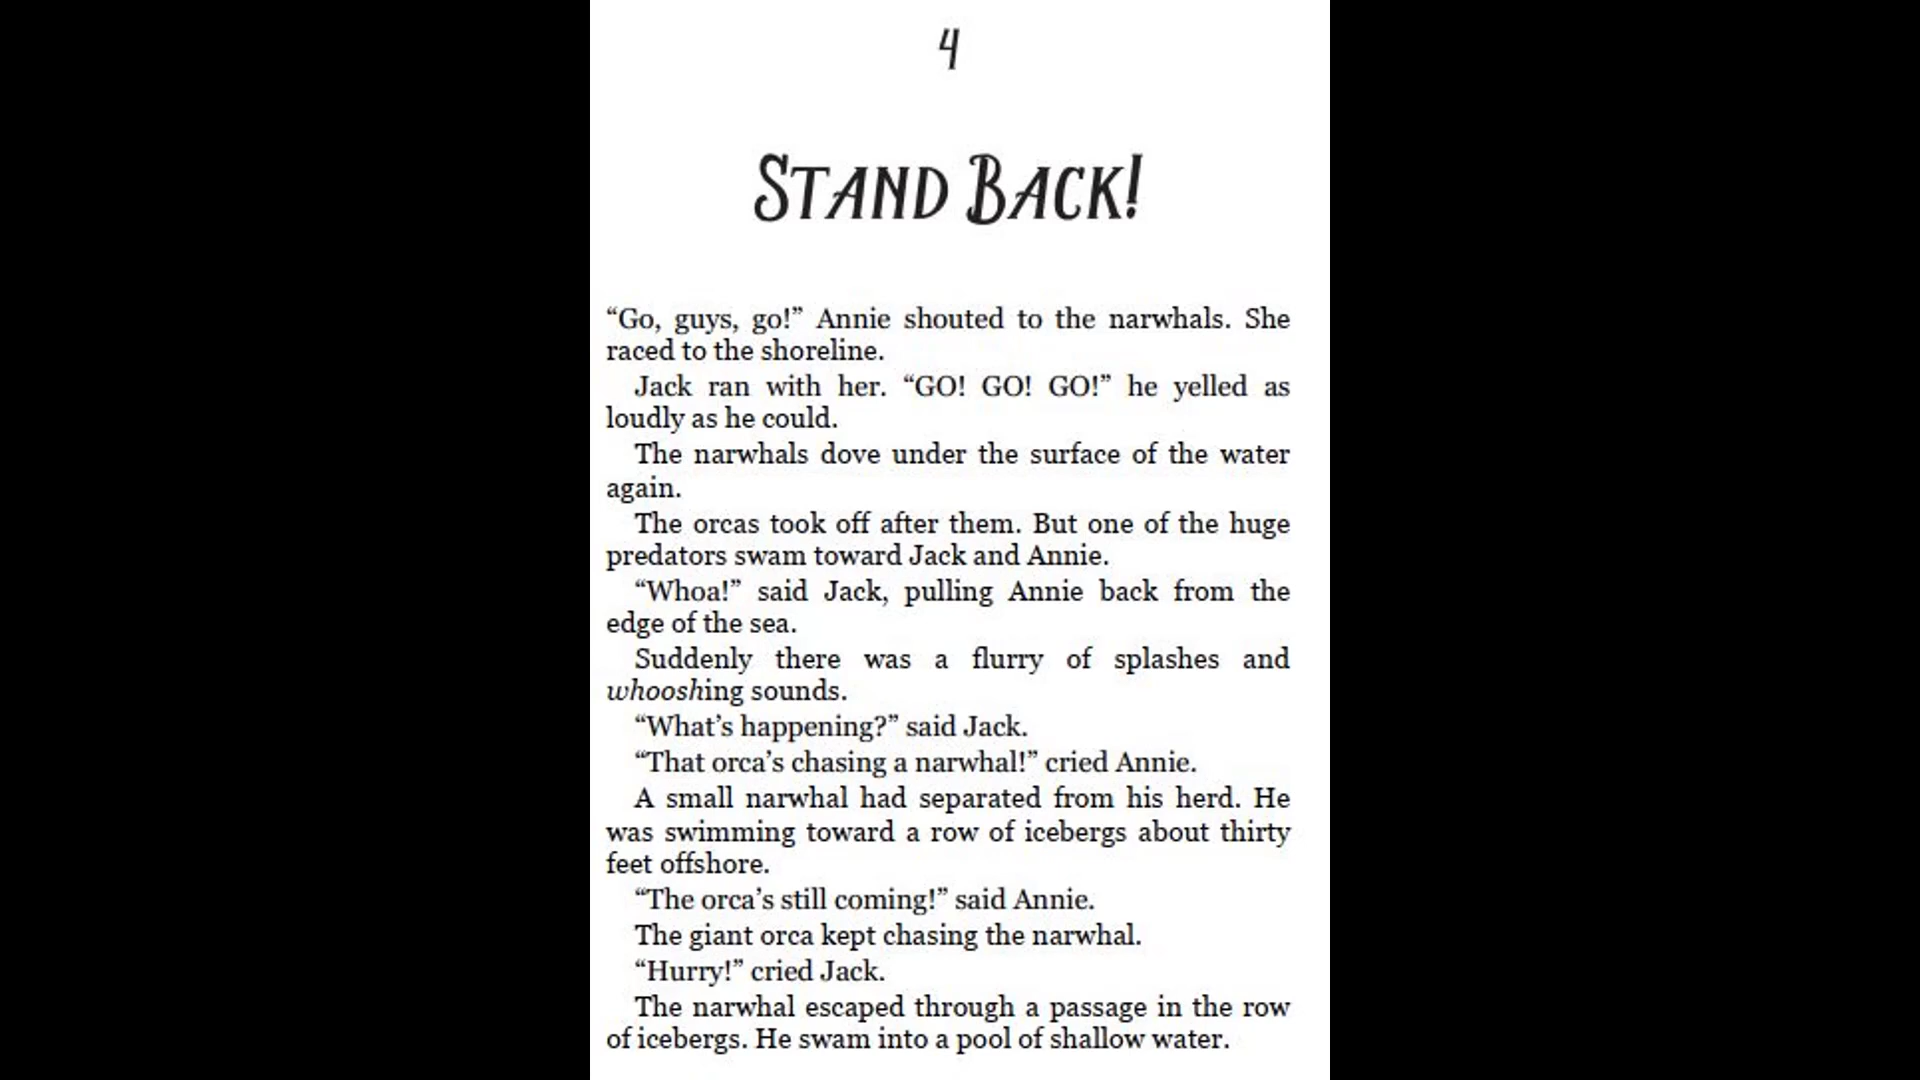 4
STAND BACK!
“Go, guys, go!” Annie shouted to the narwhals. She
raced to the shoreline.
Jack ran with her. “GO! GO! GO!” he yelled as
loudly as he could.
The narwhals dove under the surface of the water
again.
The orcas took off after them. But one of the huge
predators swam toward Jack and Annie.
“Whoa!” said Jack, pulling Annie back from the
edge of the sea.
Suddenly there was a flurry of splashes and
whooshing sounds.
“What’s happening?” said Jack.
“That orca’s chasing a narwhal!” cried Annie.
A small narwhal had separated from his herd. He
was swimming toward a row of icebergs about thirty
feet offshore.
“The orca’s still coming!” said Annie.
The giant orca kept chasing the narwhal.
“Hurry!” cried Jack.
The narwhal escaped through a passage in the row
of icebergs. He swam into a pool of shallow water.